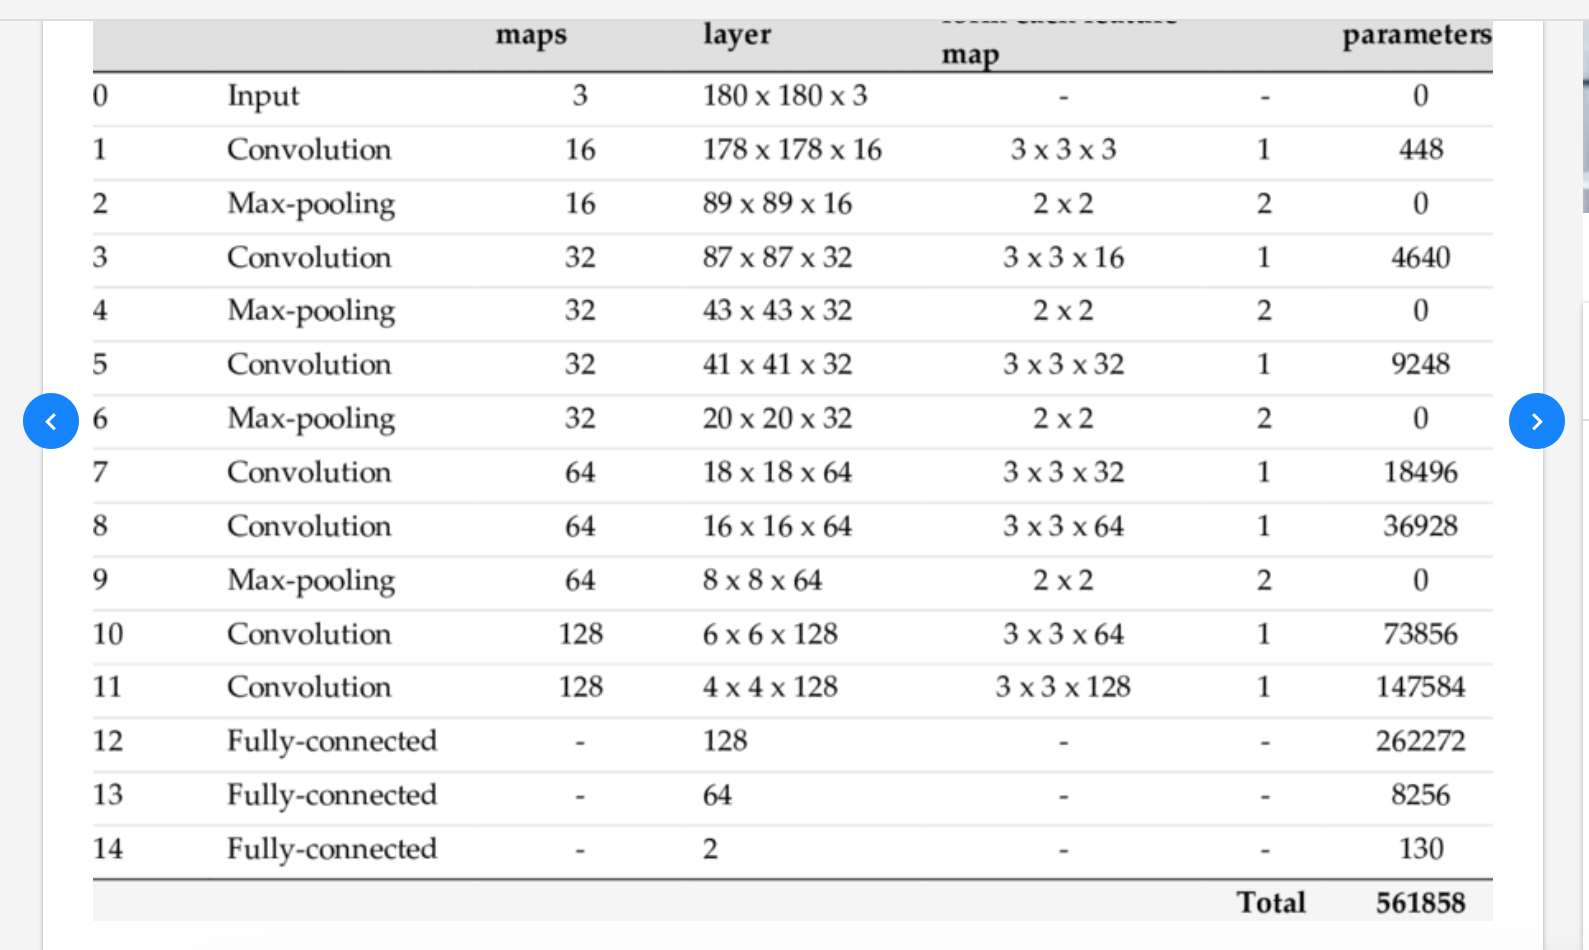 maps layer map parameters
0 Input 3 180 x 180 x 3 - - 0
1 Convolution 16 178 x 178 x 16 3 x 3 x 3 1 448
2 Max-pooling 16 89 x 89 x 16 2 x 2 2 0
3 Convolution 32 87 x 87 x 32 3 x 3 x 16 1 4640
4 Max-pooling 32 43 x 43 x 32 2 x 2 2 0
5 Convolution 32 41 x 41 x 32 3 x 3 x 32 1 9248
6 Max-pooling 32 20 x 20 x 32 2 x 2 2 0
7 Convolution 64 18 x 18 x 64 3 x 3 x 32 1 18496
8 Convolution 64 16 x 16 x 64 3 x 3 x 64 1 36928
9 Max-pooling 64 8 x 8 x 64 2 x 2 2 0
10 Convolution 128 6 x 6 x 128 3 x 3 x 64 1 73856
11 Convolution 128 4 x 4 x 128 3 x 3 x 128 1 147584
12 Fully-connected - 128 - - 262272
13 Fully-connected - 64 - - 8256
14 Fully-connected - 2 - - 130
Total 561858